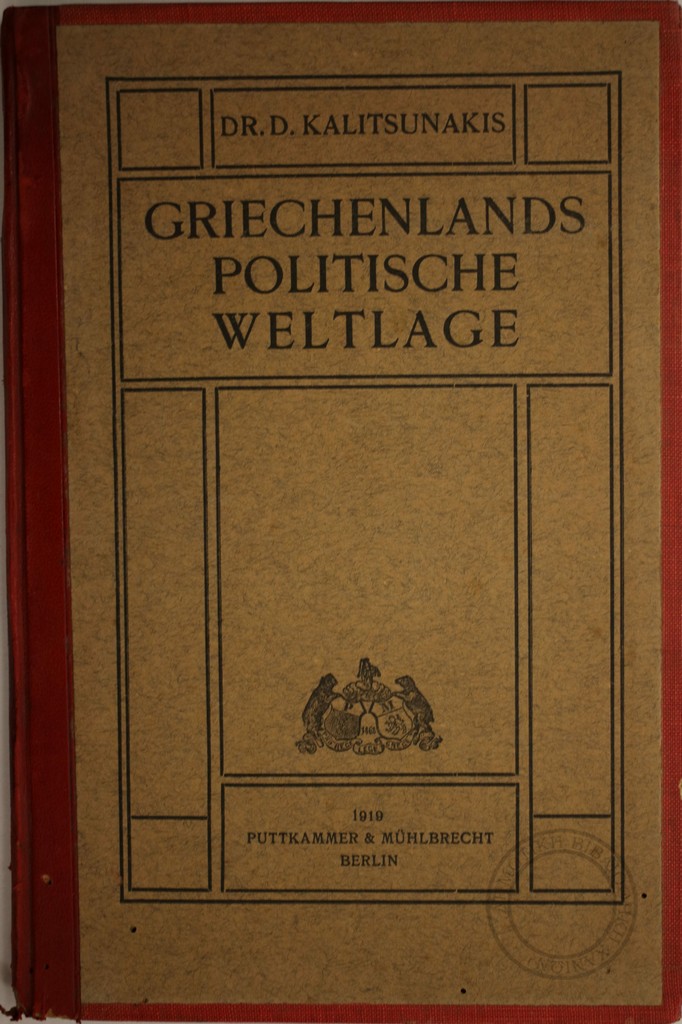 DR. D. KALITSUNAKIS
GRIECHENLANDS
POLITISCHE
WELTLAGE
1919
PUTTKAMMER & MÜHLBRECHT
BERLIN